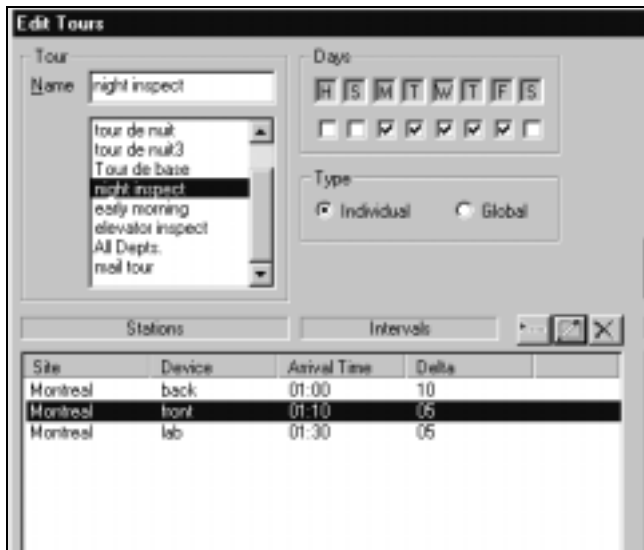 Edit Tours
Tour
Name night inspect
tour de nuit
tour de nuit3
Tour de base
night inspect
early morning
elevator inspect
All Depts.
mail tour
Days
H S M T W T F S
Type
Individual Global
Stations Intervals
Site Device Arrival Time Delta
Montreal back 01:00 10
Montreal front 01:10 05
Montreal lab 01:30 05